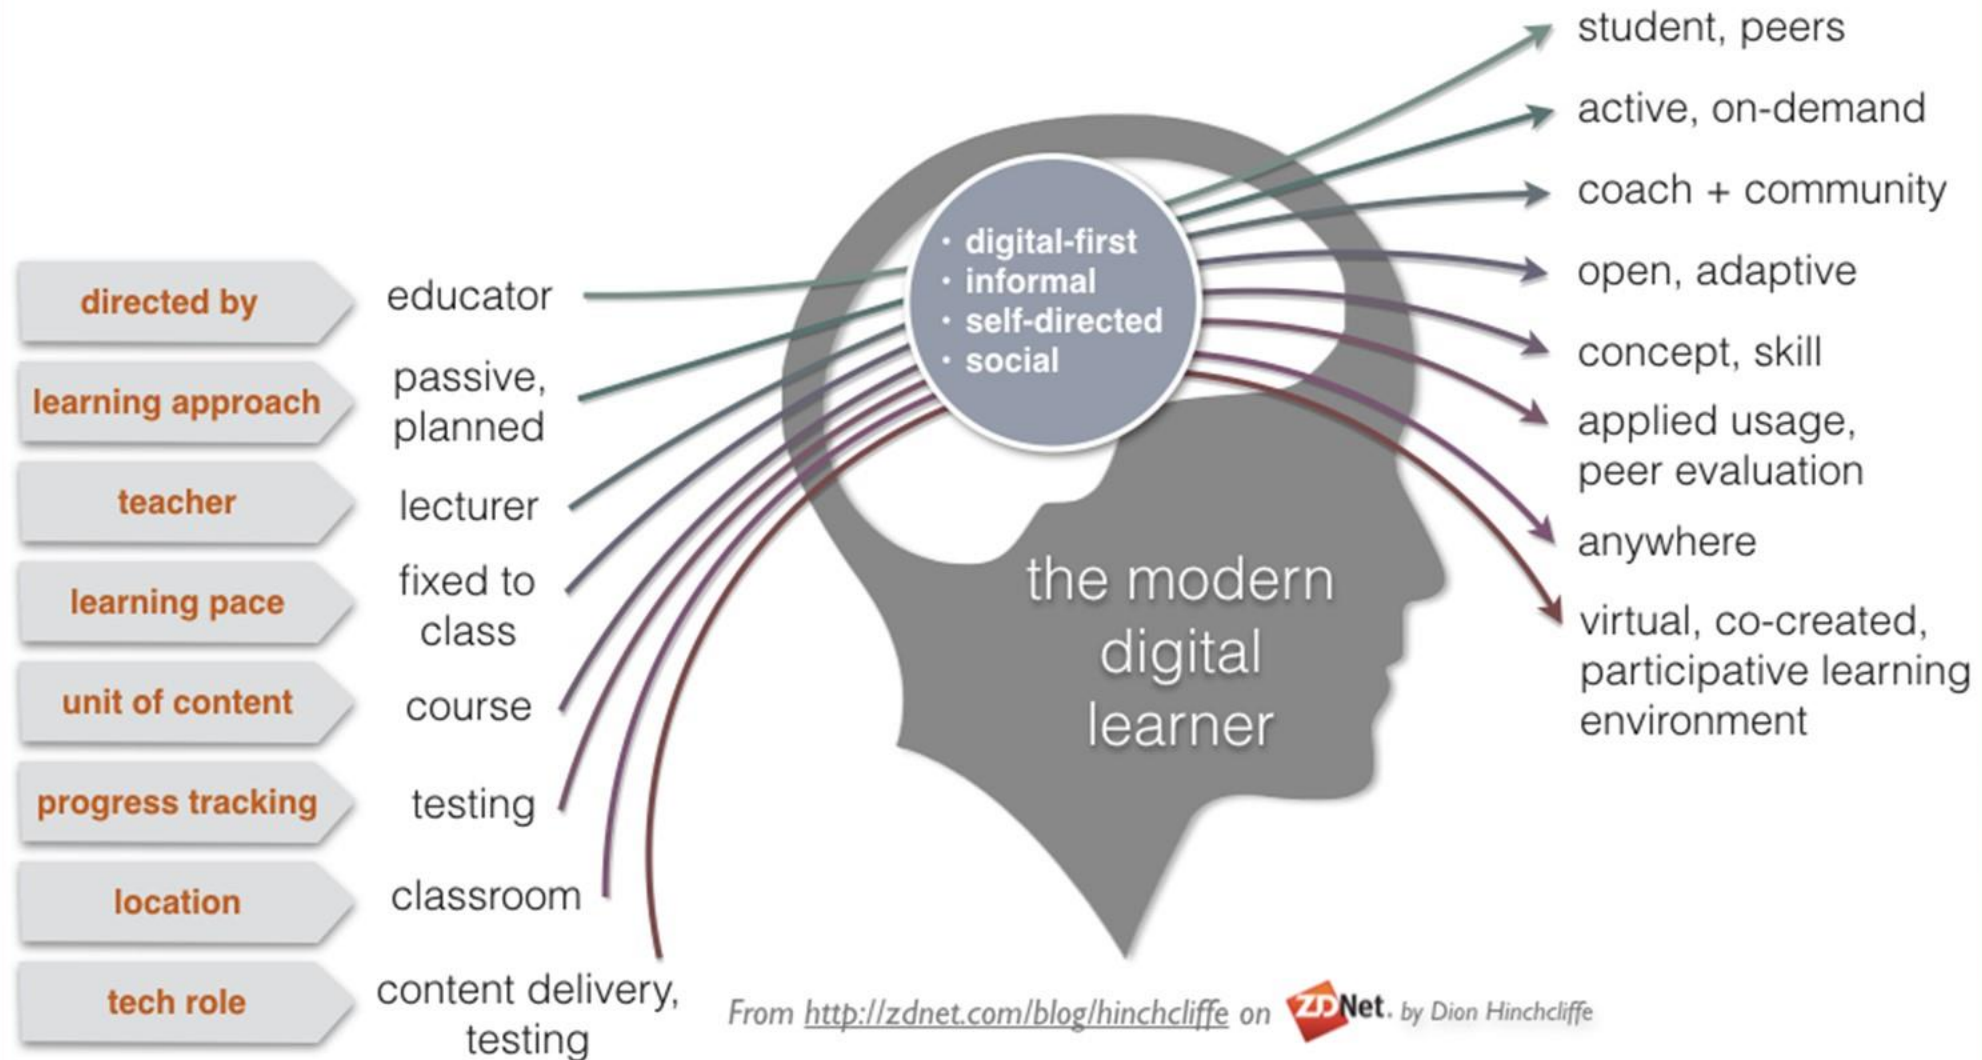 directed by
educator
learning approach
passive,
planned
teacher
lecturer
learning pace
fixed to
class
unit of content
course
progress tracking
testing
location
classroom
tech role
content delivery,
testing
• digital-first
• informal
• self-directed
• social
the modern
digital
learner
student, peers
active, on-demand
coach + community
open, adaptive
concept, skill
applied usage,
peer evaluation
anywhere
virtual, co-created,
participative learning
environment
From http://zdnet.com/blog/hinchcliffe on ZDNet. by Dion Hinchcliffe